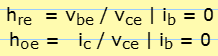 hre = vbe / vce | ib = 0
hoe = ic / vce | ib = 0